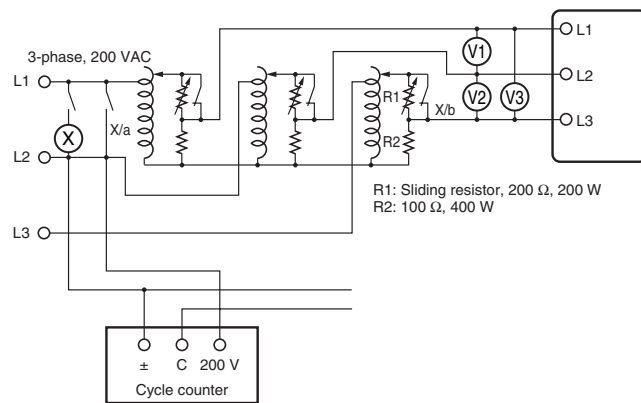 3-phase, 200 VAC
L1
X
X/a
L2
L3
R1
R2
X/b
V1
V2
V3
L1
L2
L3
R1: Sliding resistor, 200 Ω, 200 W
R2: 100 Ω, 400 W
± C 200 V
Cycle counter